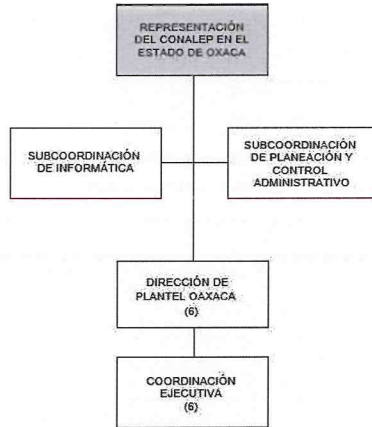 REPRESENTACIÓN
DEL CONALEP EN EL
ESTADO DE OXACA
SUBCOORDINACIÓN
DE INFORMÁTICA
SUBCOORDINACIÓN
DE PLANEACIÓN Y
CONTROL
ADMINISTRATIVO
DIRECCIÓN DE
PLANTEL OAXACA
(6)
COORDINACIÓN
EJECUTIVA
(6)